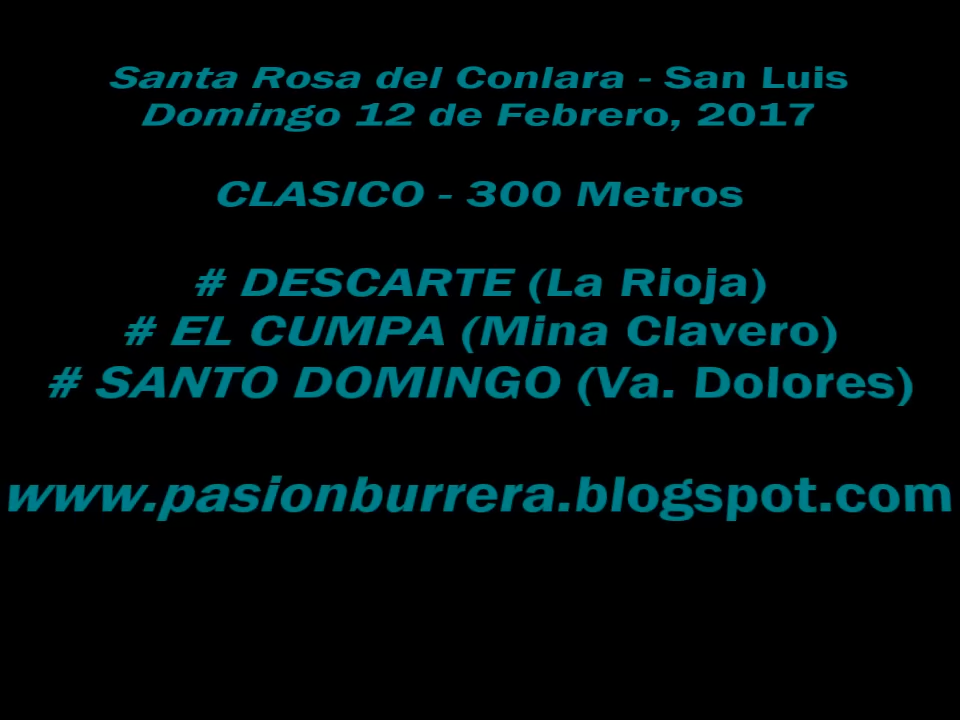 Santa Rosa del Conlara - San Luis
Domingo 12 de Febrero, 2017
CLASICO - 300 Metros
# DESCARTE (La Rioja)
# EL CUMPA (Mina Clavero)
# SANTO DOMINGO (Va. Dolores)
www.pasionburrera.blogspot.com